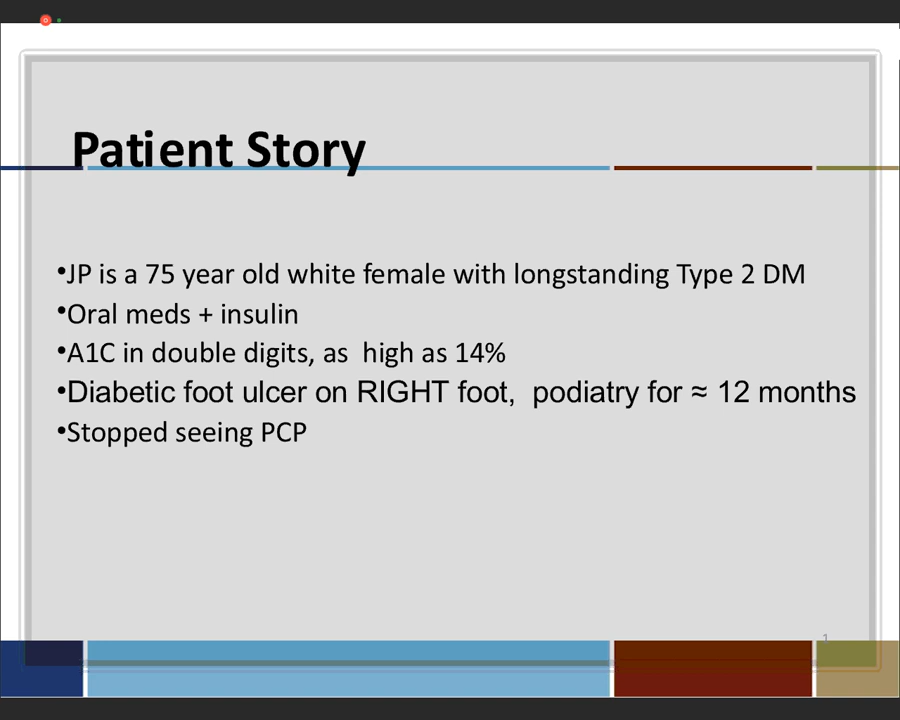 Patient Story
•JP is a 75 year old white female with longstanding Type 2 DM
•Oral meds + insulin
•A1C in double digits, as  high as 14%
•Diabetic foot ulcer on RIGHT foot,  podiatry for ≈ 12 months
•Stopped seeing PCP
1